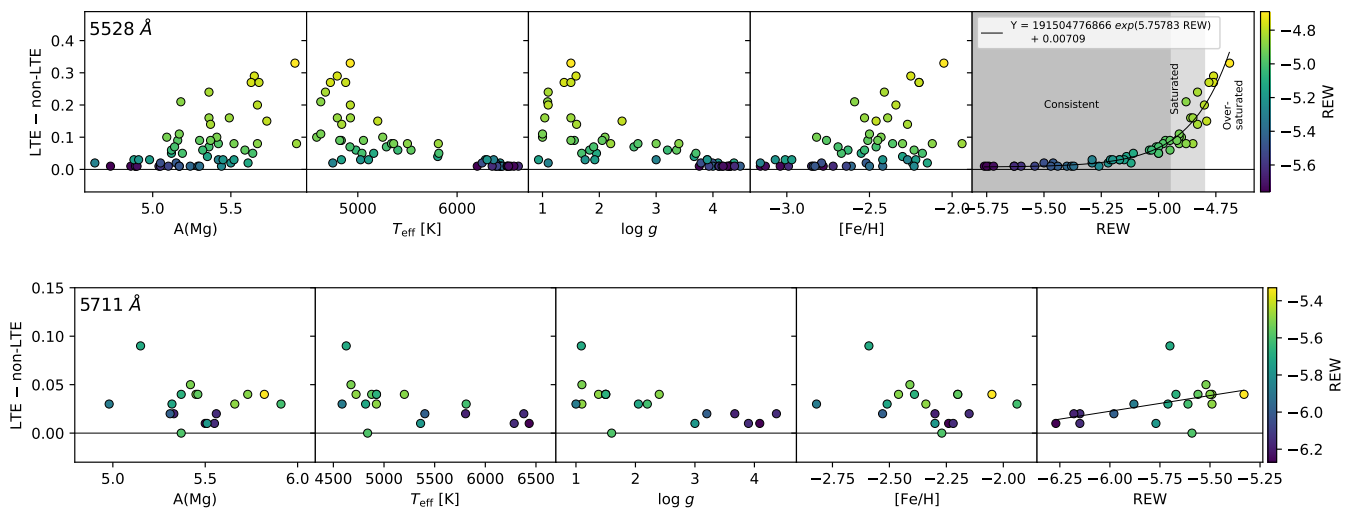 5528 Å
Y = 191504776866 exp(5.75783 REW)
+ 0.00709
Consistent
Saturated
Over-
saturated
LTE − non-LTE
0.4
0.3
0.2
0.1
0.0
5.0 5.5
A(Mg)
5000 6000
Teff [K]
1 2 3 4
log g
−3.0 −2.5 −2.0
[Fe/H]
−5.75 −5.50 −5.25 −5.00 −4.75
REW
−4.8
−5.0
−5.2
−5.4
−5.6
REW
5711 Å
LTE − non-LTE
0.15
0.10
0.05
0.00
5.0 5.5 6.0
A(Mg)
4500 5000 5500 6000 6500
Teff [K]
1 2 3 4
log g
−2.75 −2.50 −2.25 −2.00
[Fe/H]
−6.25 −6.00 −5.75 −5.50 −5.25
REW
−5.4
−5.6
−5.8
−6.0
−6.2
REW